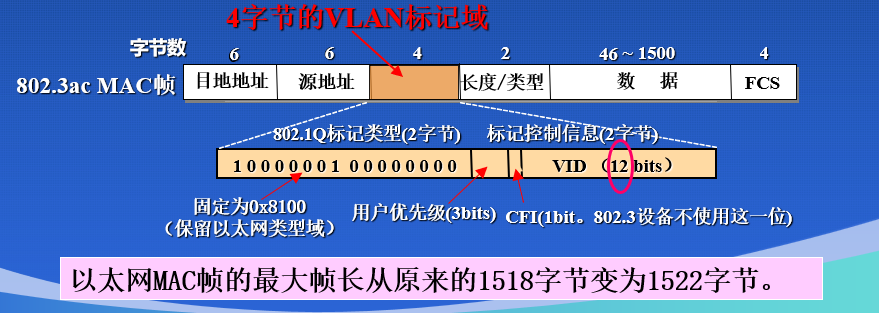 4字节的VLAN标记域
字节数 6 6 4 2 46 ~ 1500 4
802.3ac MAC帧 目地地址 源地址 长度/类型 数 据 FCS
802.1Q标记类型(2字节) 标记控制信息(2字节)
1 0 0 0 0 0 0 1 0 0 0 0 0 0 0 0 VID （12 bits）
固定为0x8100 用户优先级(3bits) CFI(1bit。802.3设备不使用这一位)
（保留以太网类型域）
以太网MAC帧的最大帧长从原来的1518字节变为1522字节。